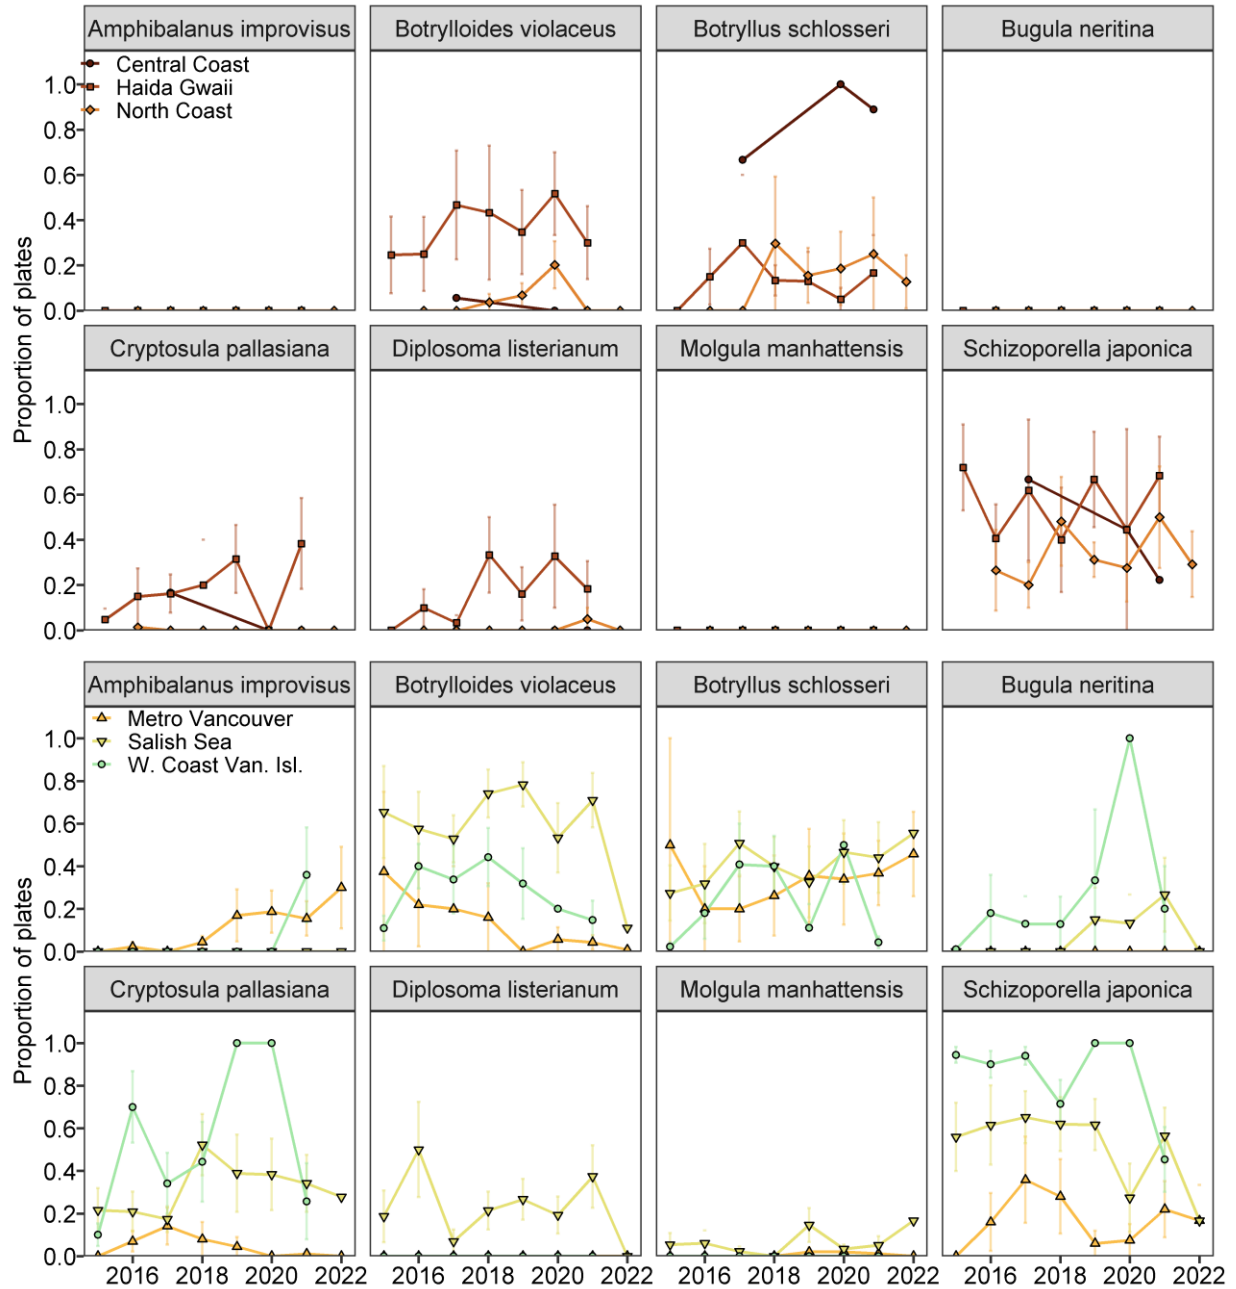 Amphibalanus improvisus Botrylloides violaceus Botryllus schlosseri Bugula neritina
Central Coast
Haida Gwaii
North Coast
1.0
0.8
0.6
0.4
0.2
0.0
Proportion of plates
Cryptosula pallasiana Diplosoma listerianum Molgula manhattensis Schizoporella japonica
1.0
0.8
0.6
0.4
0.2
0.0
Amphibalanus improvisus Botrylloides violaceus Botryllus schlosseri Bugula neritina
Metro Vancouver
Salish Sea
W. Coast Van. Isl.
1.0
0.8
0.6
0.4
0.2
0.0
Proportion of plates
Cryptosula pallasiana Diplosoma listerianum Molgula manhattensis Schizoporella japonica
1.0
0.8
0.6
0.4
0.2
0.0
2016 2018 2020 2022 2016 2018 2020 2022 2016 2018 2020 2022 2016 2018 2020 2022